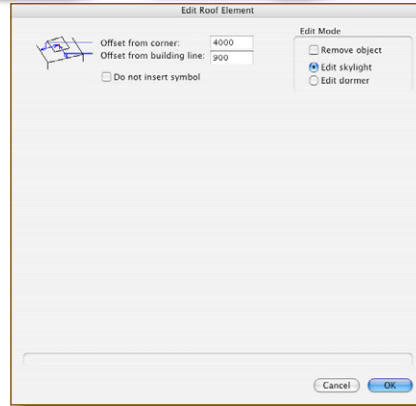 Edit Roof Element
Offset from corner: 4000
Offset from building line: 900
Do not insert symbol
Edit Mode
Remove object
Edit skylight
Edit dormer
Cancel OK